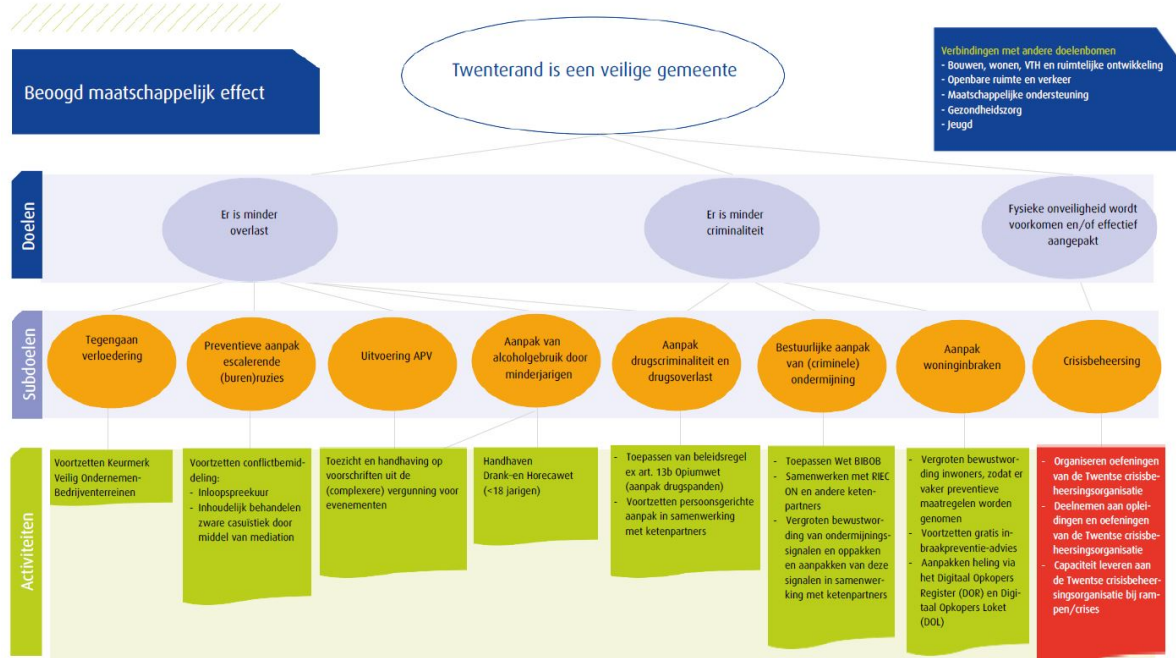 Beoogd maatschappelijk effect
Twenterand is een veilige gemeente
Verbindingen met andere doelenbomen
- Bouwen, wonen, VTH en ruimtelijke ontwikkeling
- Openbare ruimte en verkeer
- Maatschappelijke ondersteuning
- Gezondheidszorg
- Jeugd
Doelen
Er is minder
overlast
Er is minder
criminaliteit
Fysieke onveiligheid wordt
voorkomen en/of effectief
aangepakt
Subdoelen
Tegengaan
verloedering
Preventieve aanpak
escalerende
(buren)ruzies
Uitvoering APV
Aanpak van
alcoholgebruik door
minderjarigen
Aanpak
drugscriminaliteit en
drugsoverlast
Bestuurlijke aanpak
van (criminele)
ondermijning
Aanpak
woninginbraken
Crisisbeheersing
Activiteiten
Voortzetten Keurmerk
Veilig Ondernemen-
Bedrijventerreinen
Voortzetten conflictbemid-
deling:
- Inloopspreekuur
- Inhoudelijk behandelen
zware casuïstiek door
middel van mediation
Toezicht en handhaving op
voorschriften uit de
(complexere) vergunning voor
evenementen
Handhaven
Drank-en Horecawet
(<18 jarigen)
- Toepassen van beleidsregel
ex art. 13b Opiumwet
(aanpak drugspanden)
- Voortzetten persoonsgerichte
aanpak in samenwerking
met ketenpartners
- Toepassen Wet BIBOB
- Samenwerken met RIEC
ON en andere keten-
partners
- Vergroten bewustwor-
ding van ondermijnings-
signalen en oppakken
en aanpakken van deze
signalen in samenwer-
king met ketenpartners
- Vergroten bewustwor-
ding inwoners, zodat er
vaker preventieve
maatregelen worden
genomen
- Voortzetten gratis in-
braakpreventie-advies
- Aanpakken heling via
het Digitaal Opkopers
Register (DOR) en Digi-
taal Opkopers Loket
(DOL)
- Organiseren oefeningen
van de Twentse crisisbe-
heersingsorganisatie
- Deelnemen aan oplei-
dingen en oefeningen
van de Twentse crisisbe-
heersingsorganisatie
- Capaciteit leveren aan
de Twentse crisisbeheer-
singsorganisatie bij ram-
pen/crises